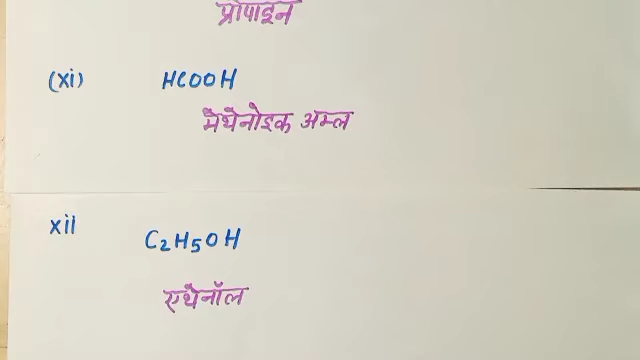 प्रोपाइन
(xi) HCOOH
मेथेनोइक अम्ल
xii C₂H₅OH
एथेनॉल